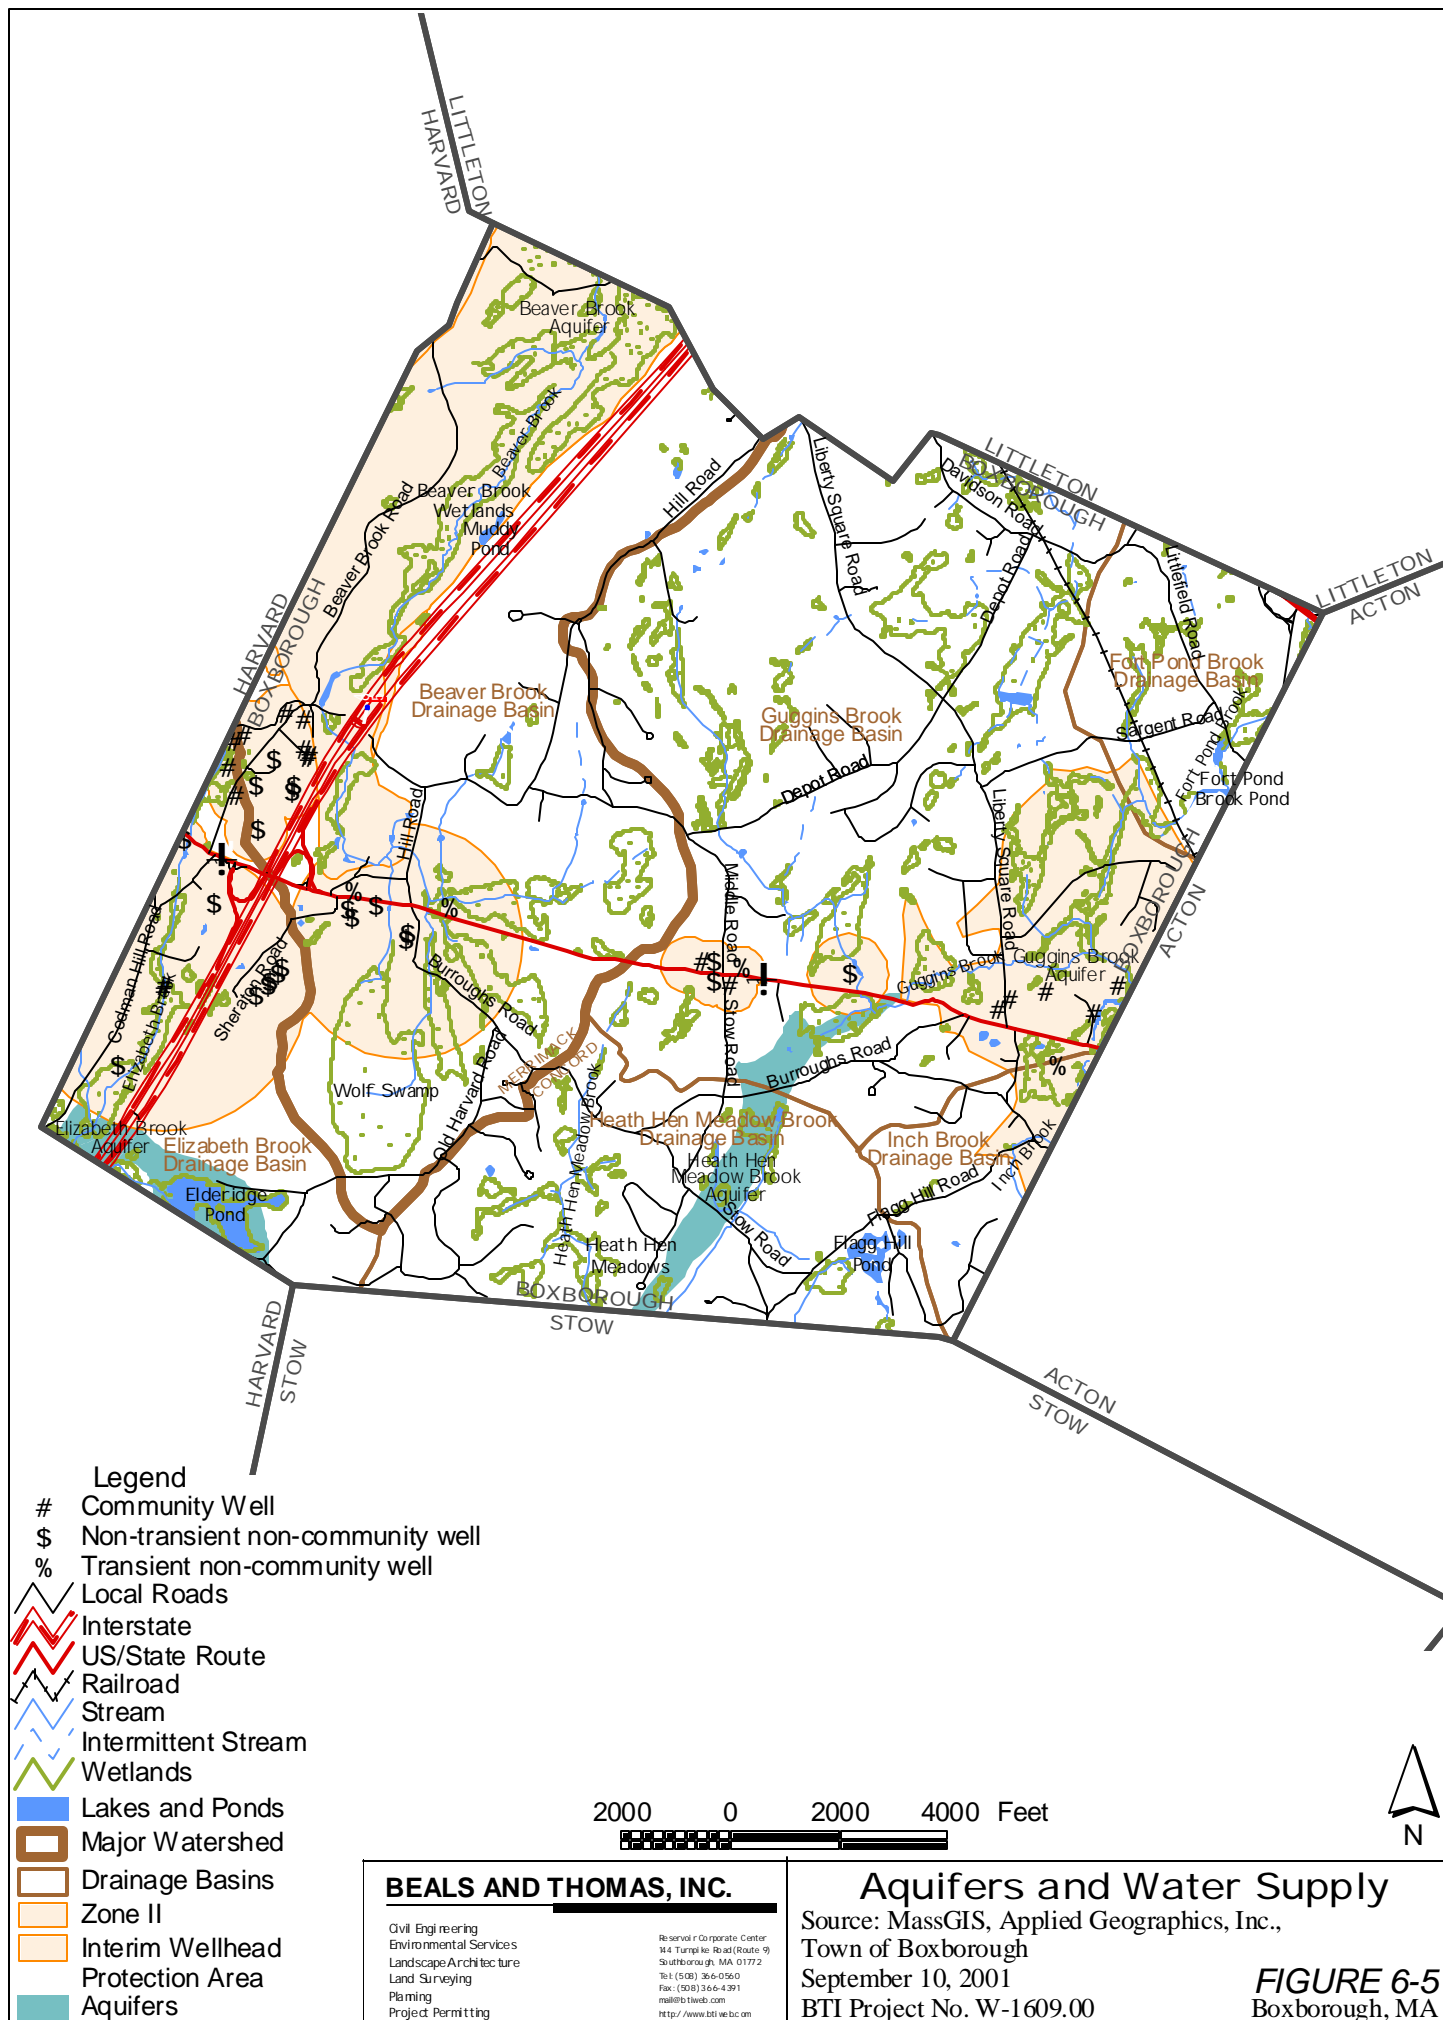 LITTLETON
HARVARD
Beaver Brook
Aquifer
Beaver Brook
Beaver Brook
Wetlands
Muddy
Pond
Beaver Brook Road
Hill Road
Liberty Square Road
LITTLETON
BOXBOROUGH
Davidson Road
Depot Road
Littlefield Road
LITTLETON
ACTON
HARVARD
BOXBOROUGH
Beaver Brook
Drainage Basin
Guggins Brook
Drainage Basin
Fort Pond Brook
Drainage Basin
Sargent Road
Fort Pond Brook
Fort Pond
Brook Pond
Depot Road
Hill Road
Liberty Square Road
Middle Road
BOXBOROUGH
ACTON
Codman Hill Road
Elizabeth Brook
Sheraton Road
Burroughs Road
Guggins Brook
Guggins Brook
Aquifer
Stow Road
Burroughs Road
MERRIMACK
CONCORD
Wolf Swamp
Old Harvard Road
Heath Hen Meadow Brook
Heath Hen Meadow Brook
Drainage Basin
Inch Brook
Drainage Basin
Inch Brook
Elizabeth Brook
Aquifer
Elizabeth Brook
Drainage Basin
Heath Hen
Meadow Brook
Aquifer
Flagg Hill Road
Elderidge
Pond
Stow Road
Heath Hen
Meadows
Flagg Hill
Pond
BOXBOROUGH
STOW
HARVARD
STOW
ACTON
STOW
Legend
# Community Well
$ Non-transient non-community well
% Transient non-community well
Local Roads
Interstate
US/State Route
Railroad
Stream
Intermittent Stream
Wetlands
Lakes and Ponds
Major Watershed
Drainage Basins
Zone II
Interim Wellhead
Protection Area
Aquifers
2000 0 2000 4000 Feet
N
BEALS AND THOMAS, INC.
Civil Engineering
Environmental Services
Landscape Architecture
Land Surveying
Planning
Project Permitting
Reservoir Corporate Center
144 Turnpike Road (Route 9)
Southborough, MA 01772
Tel: (508) 366-0560
Fax: (508) 366-4391
mail@btiweb.com
http://www.btiweb.com
Aquifers and Water Supply
Source: MassGIS, Applied Geographics, Inc.,
Town of Boxborough
September 10, 2001
BTI Project No. W-1609.00
FIGURE 6-5
Boxborough, MA